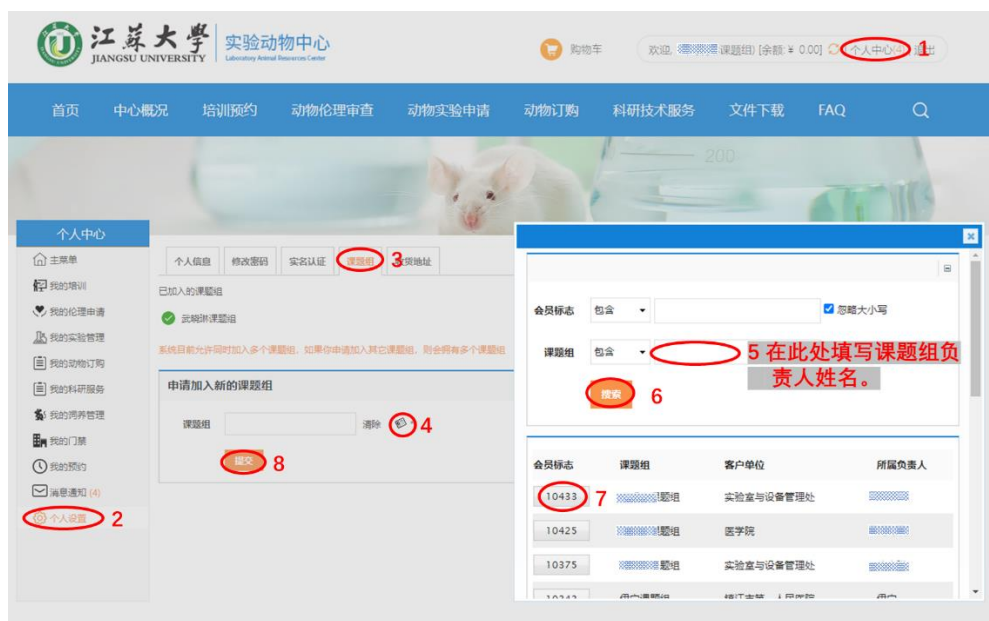 江苏大学 实验动物中心
JIANGSU UNIVERSITY Laboratory Animal Resources Center
购物车 欢迎, 课题组) [余额:¥ 0.00] 个人中心(4) 退出 1
首页 中心概况 培训预约 动物伦理审查 动物实验申请 动物订购 科研技术服务 文件下载 FAQ
200
个人中心
主菜单
我的培训
我的伦理申请
我的实验管理
我的动物订购
我的科研服务
我的饲养管理
我的门禁
我的预约
消息通知 (4)
个人设置 2
个人信息 修改密码 实名认证 课题组 3 收货地址
已加入的课题组
武晓琳课题组
系统目前允许同时加入多个课题组, 如果你申请加入其它课题组, 则会拥有多个课题组
申请加入新的课题组
课题组 清除 4
提交 8
会员标志 包含 忽略大小写
课题组 包含 5 在此处填写课题组负
责人姓名。
搜索 6
会员标志 课题组 客户单位 所属负责人
10433 7 题组 实验室与设备管理处
10425 题组 医学院
10375 题组 实验室与设备管理处